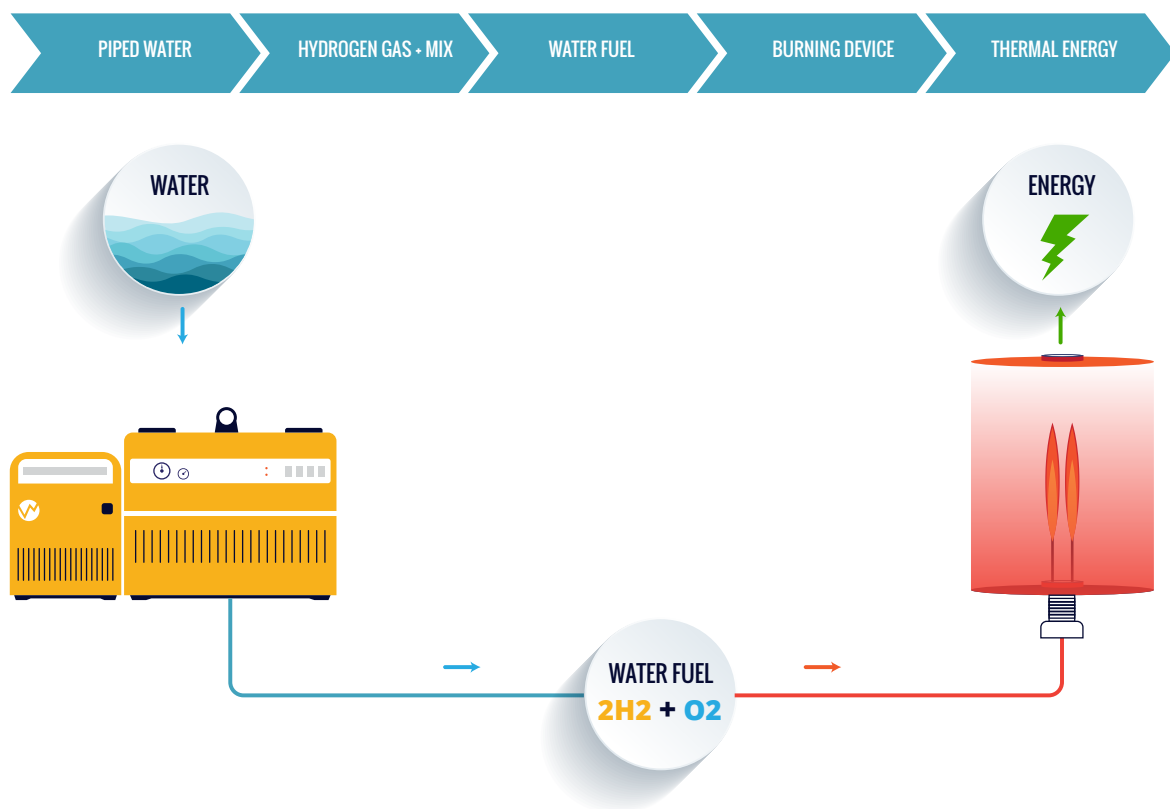 PIPED WATER
HYDROGEN GAS + MIX
WATER FUEL
BURNING DEVICE
THERMAL ENERGY
WATER
ENERGY
WATER FUEL
2H2 + O2